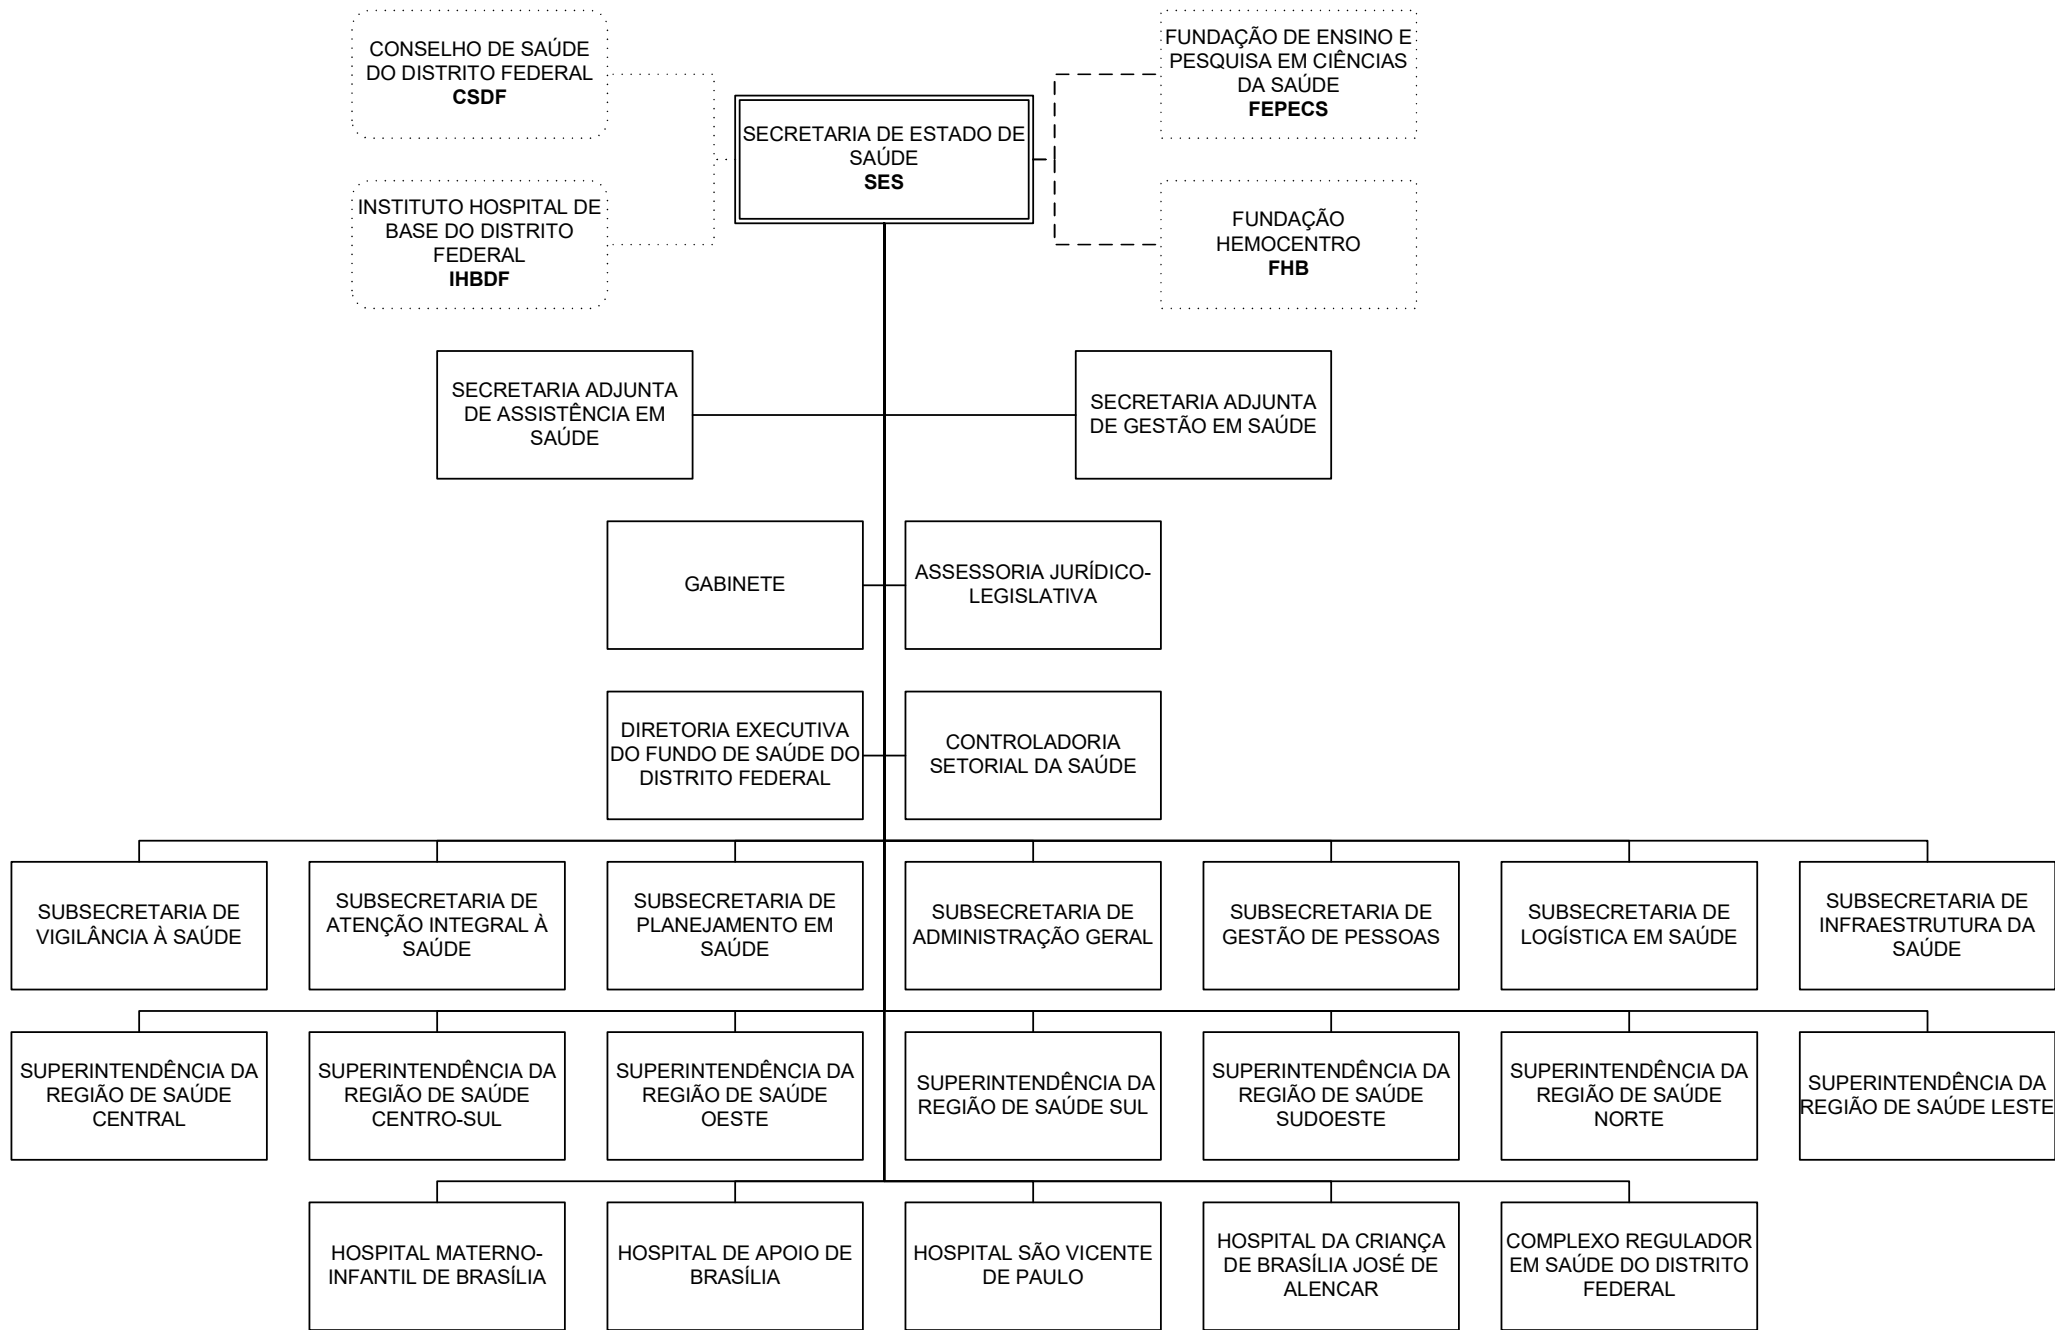 CONSELHO DE SAÚDE
DO DISTRITO FEDERAL
CSDF
FUNDAÇÃO DE ENSINO E
PESQUISA EM CIÊNCIAS
DA SAÚDE
FEPECS
SECRETARIA DE ESTADO DE
SAÚDE
SES
INSTITUTO HOSPITAL DE
BASE DO DISTRITO
FEDERAL
IHBDF
FUNDAÇÃO
HEMOCENTRO
FHB
SECRETARIA ADJUNTA
DE ASSISTÊNCIA EM
SAÚDE
SECRETARIA ADJUNTA
DE GESTÃO EM SAÚDE
GABINETE
ASSESSORIA JURÍDICO-
LEGISLATIVA
DIRETORIA EXECUTIVA
DO FUNDO DE SAÚDE DO
DISTRITO FEDERAL
CONTROLADORIA
SETORIAL DA SAÚDE
SUBSECRETARIA DE
VIGILÂNCIA À SAÚDE
SUBSECRETARIA DE
ATENÇÃO INTEGRAL À
SAÚDE
SUBSECRETARIA DE
PLANEJAMENTO EM
SAÚDE
SUBSECRETARIA DE
ADMINISTRAÇÃO GERAL
SUBSECRETARIA DE
GESTÃO DE PESSOAS
SUBSECRETARIA DE
LOGÍSTICA EM SAÚDE
SUBSECRETARIA DE
INFRAESTRUTURA DA
SAÚDE
SUPERINTENDÊNCIA DA
REGIÃO DE SAÚDE
CENTRAL
SUPERINTENDÊNCIA DA
REGIÃO DE SAÚDE
CENTRO-SUL
SUPERINTENDÊNCIA DA
REGIÃO DE SAÚDE
OESTE
SUPERINTENDÊNCIA DA
REGIÃO DE SAÚDE SUL
SUPERINTENDÊNCIA DA
REGIÃO DE SAÚDE
SUDOESTE
SUPERINTENDÊNCIA DA
REGIÃO DE SAÚDE
NORTE
SUPERINTENDÊNCIA DA
REGIÃO DE SAÚDE LESTE
HOSPITAL MATERNO-
INFANTIL DE BRASÍLIA
HOSPITAL DE APOIO DE
BRASÍLIA
HOSPITAL SÃO VICENTE
DE PAULO
HOSPITAL DA CRIANÇA
DE BRASÍLIA JOSÉ DE
ALENCAR
COMPLEXO REGULADOR
EM SAÚDE DO DISTRITO
FEDERAL